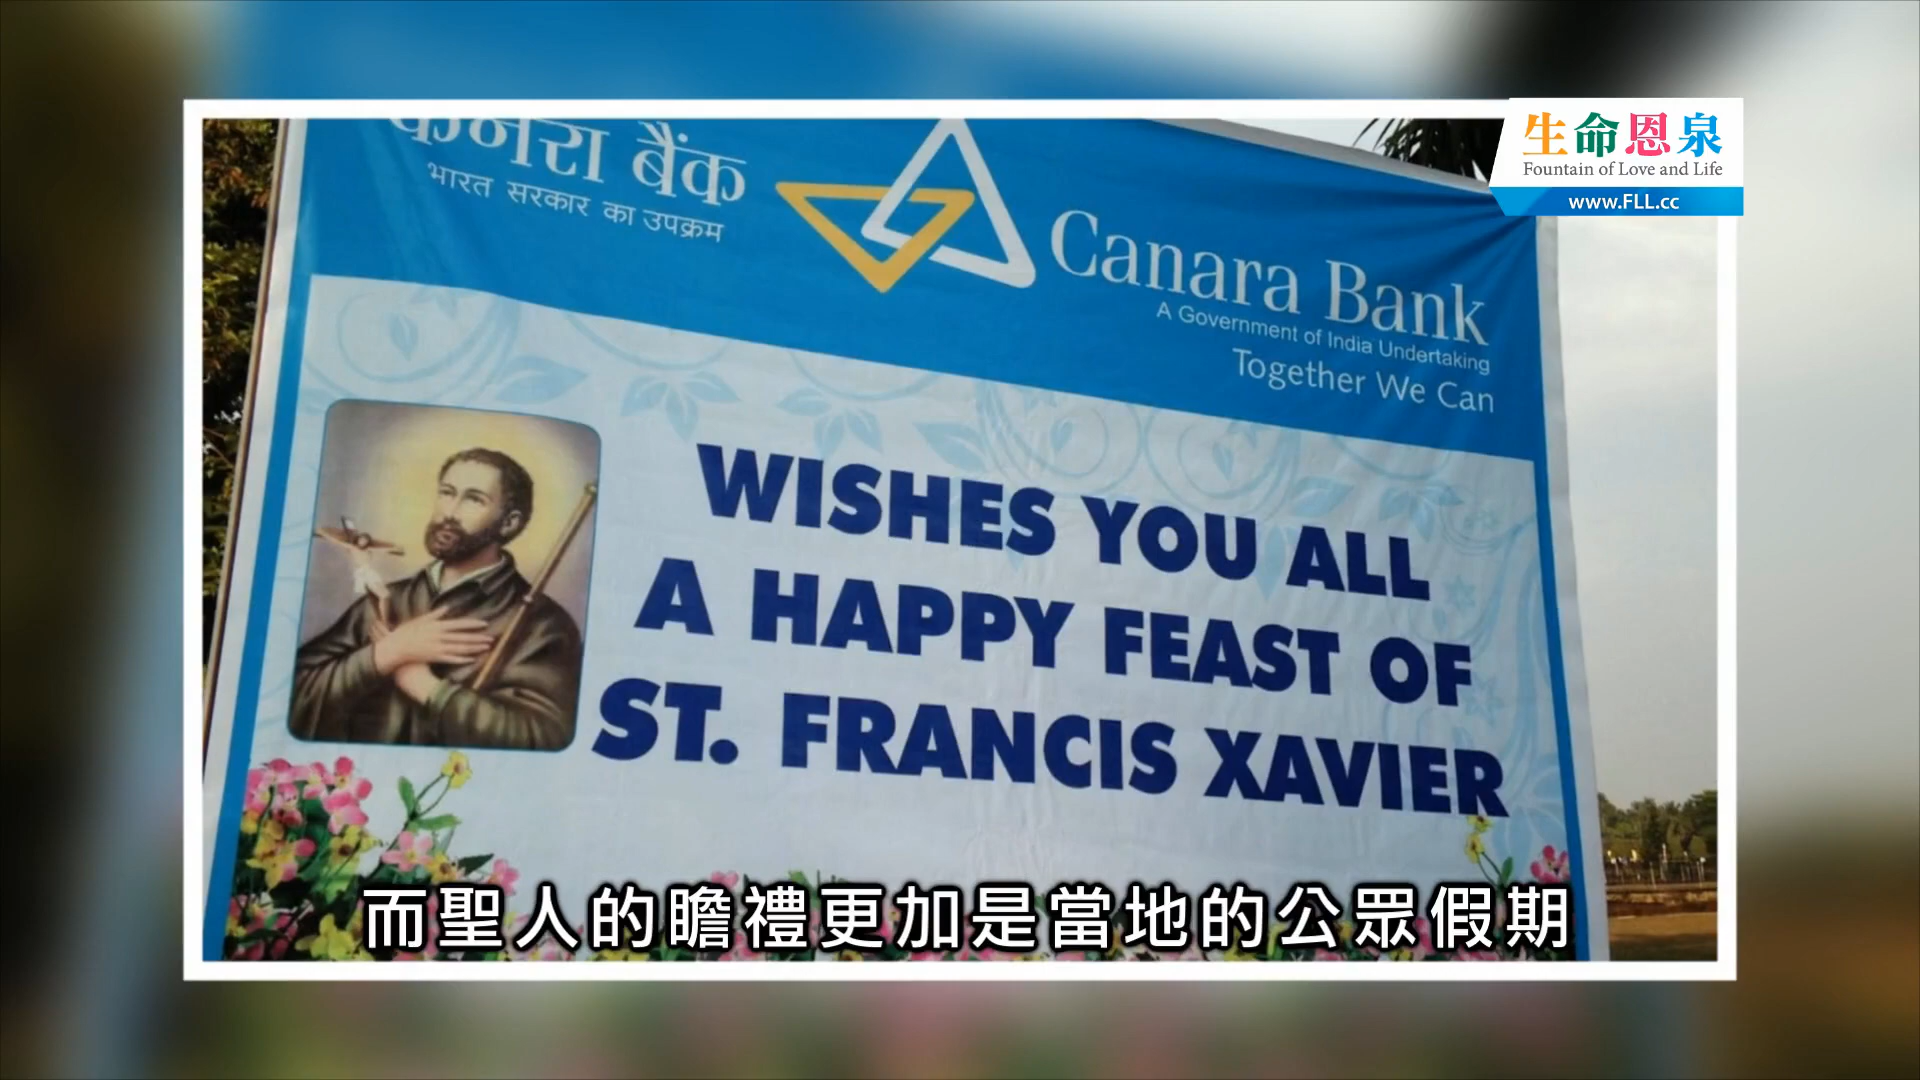 生命恩泉
Fountain of Love and Life
www.FLL.cc
कनरा बैंक
भारत सरकार का उपक्रम
Canara Bank
A Government of India Undertaking
Together We Can
WISHES YOU ALL
A HAPPY FEAST OF
ST. FRANCIS XAVIER
而聖人的瞻禮更加是當地的公眾假期